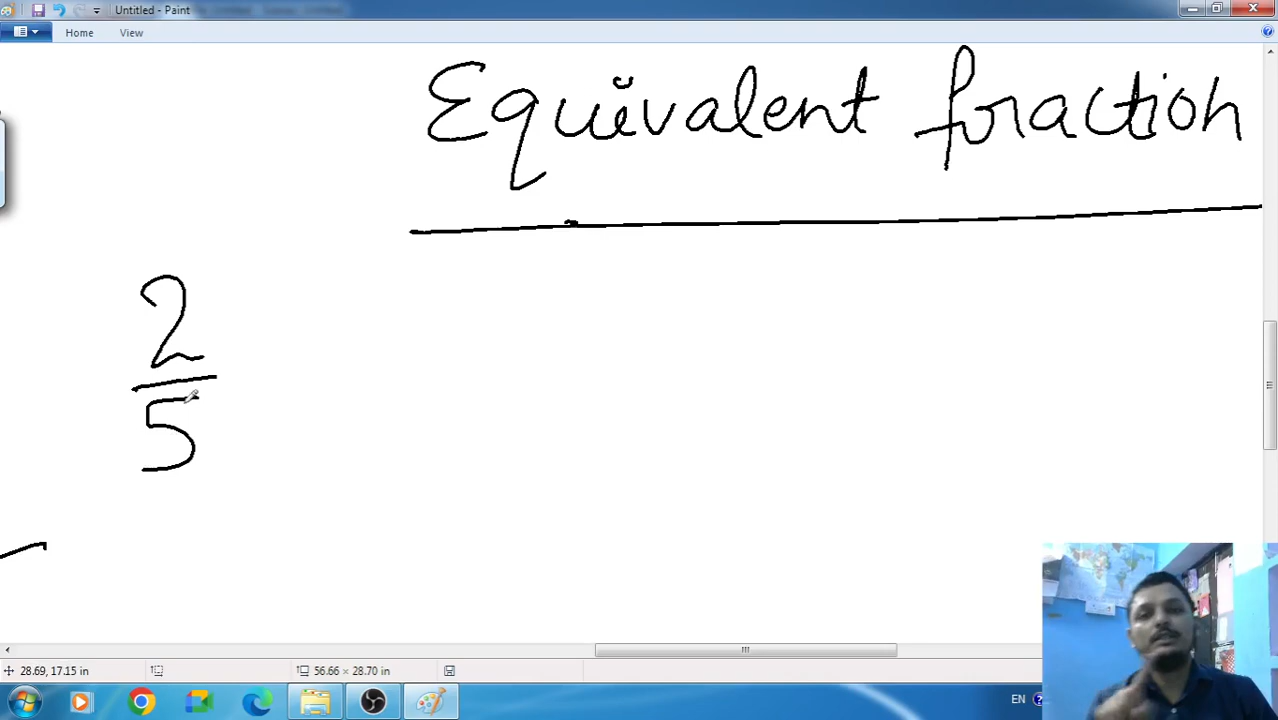 Untitled - Paint
Home View
Equivalent fraction
2
5
28.69, 17.15 in
56.66 × 28.70 in
EN